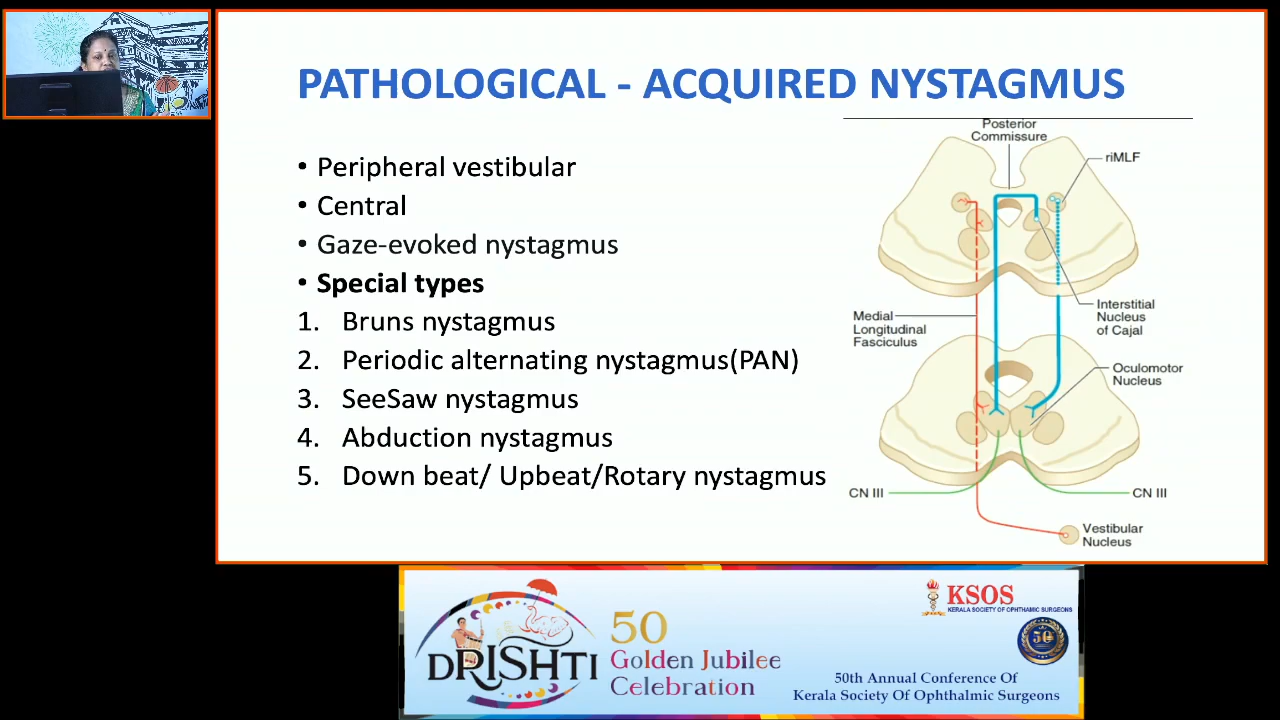 PATHOLOGICAL - ACQUIRED NYSTAGMUS
• Peripheral vestibular
• Central
• Gaze-evoked nystagmus
• Special types
1. Bruns nystagmus
2. Periodic alternating nystagmus(PAN)
3. SeeSaw nystagmus
4. Abduction nystagmus
5. Down beat/ Upbeat/Rotary nystagmus
Posterior
Commissure
riMLF
Medial
Longitudinal
Fasciculus
Interstitial
Nucleus
of Cajal
Oculomotor
Nucleus
CN III
CN III
Vestibular
Nucleus
DRISHTI
50
Golden Jubilee
Celebration
KSOS
KERALA SOCIETY OF OPHTHAMIC SURGEONS
50
50th Annual Conference Of
Kerala Society Of Ophthalmic Surgeons